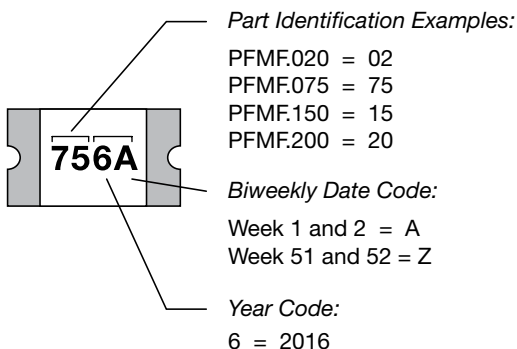 Part Identification Examples:
PFMF.020 = 02
PFMF.075 = 75
PFMF.150 = 15
PFMF.200 = 20
756A
Biweekly Date Code:
Week 1 and 2 = A
Week 51 and 52 = Z
Year Code:
6 = 2016